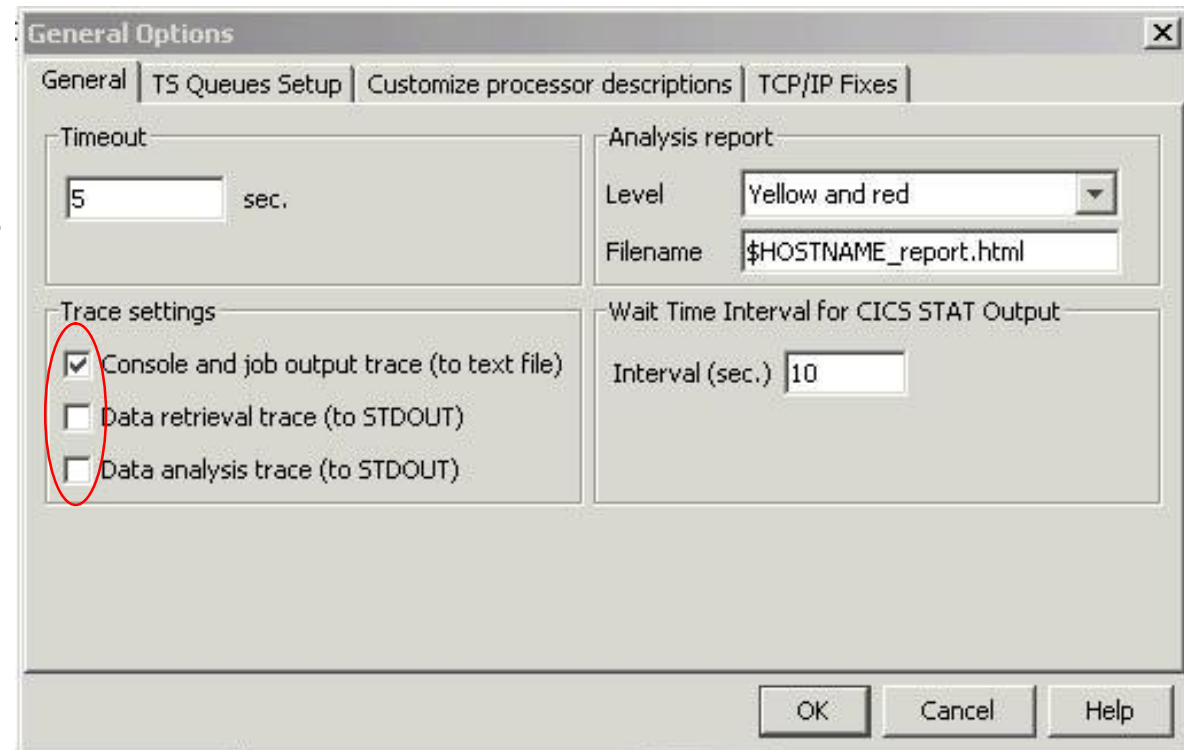 General Options
General
TS Queues Setup
Customize processor descriptions
TCP/IP Fixes
Timeout
5 sec.
Analysis report
Level Yellow and red
Filename $HOSTNAME_report.html
Trace settings
Console and job output trace (to text file)
Data retrieval trace (to STDOUT)
Data analysis trace (to STDOUT)
Wait Time Interval for CICS STAT Output
Interval (sec.) 10
OK
Cancel
Help